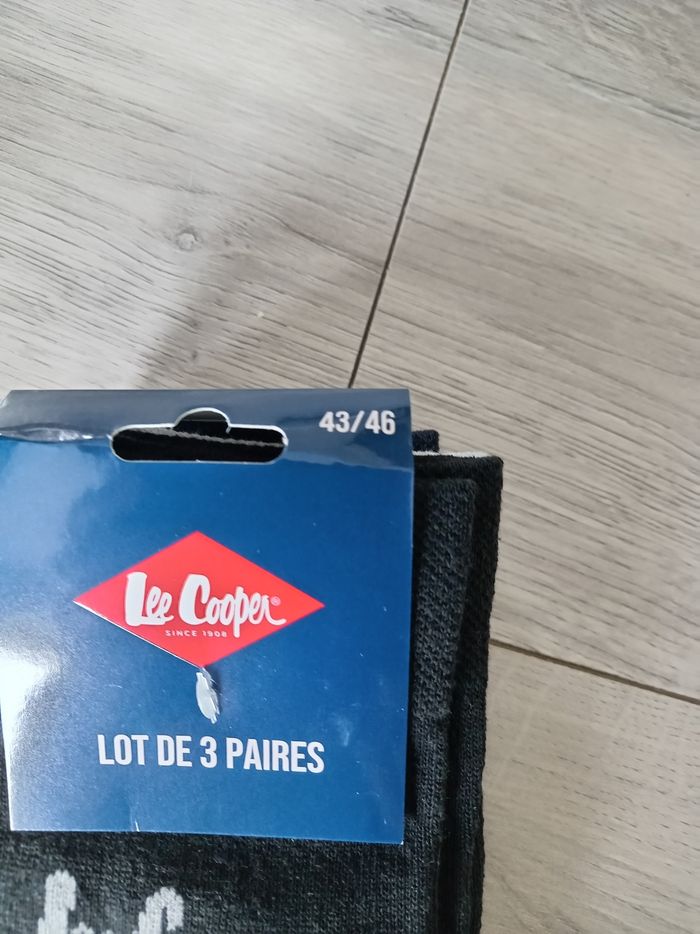 43/46
Lee Cooper®
SINCE 1908
LOT DE 3 PAIRES